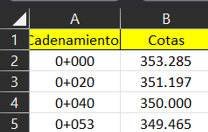 A B
1 Cadenamiento Cotas
2 0+000 353.285
3 0+020 351.197
4 0+040 350.000
5 0+053 349.465